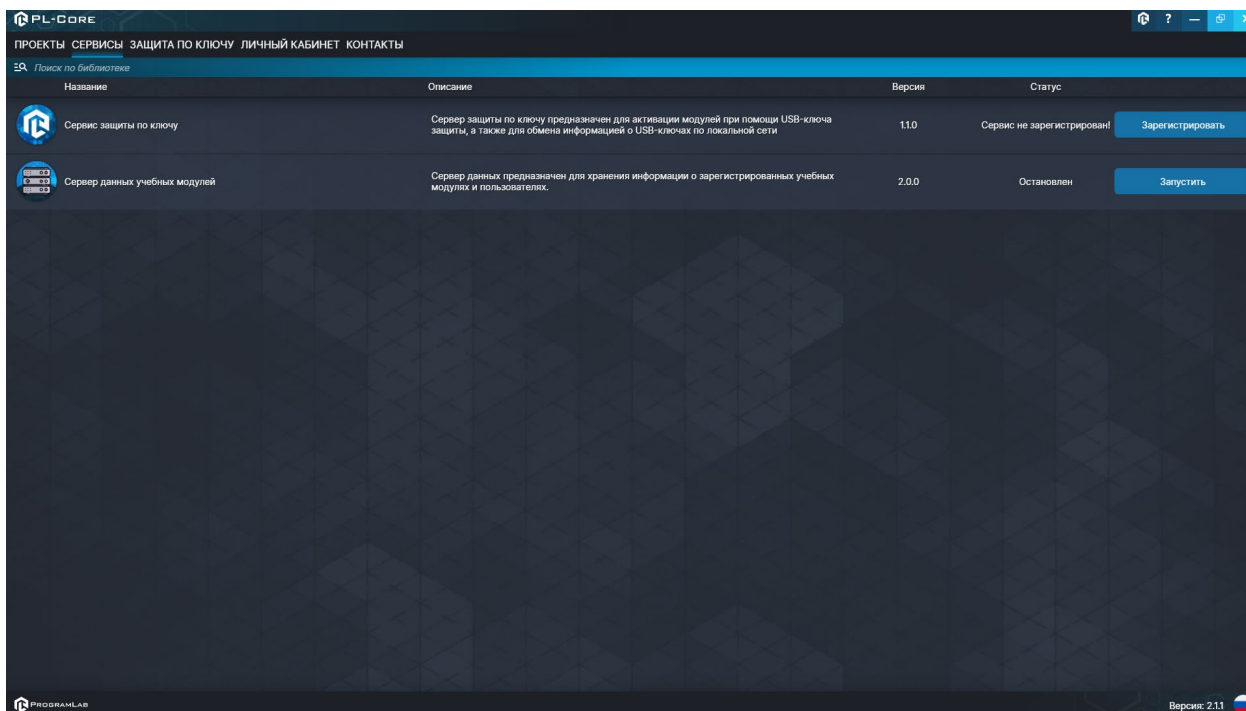 PL-CORE
?
ПРОЕКТЫ СЕРВИСЫ ЗАЩИТА ПО КЛЮЧУ ЛИЧНЫЙ КАБИНЕТ КОНТАКТЫ
Поиск по библиотеке
Название Описание Версия Статус
Сервис защиты по ключу
Сервер защиты по ключу предназначен для активации модулей при помощи USB-ключа
защиты, а также для обмена информацией о USB-ключах по локальной сети
1.1.0
Сервис не зарегистрирован!
Зарегистрировать
Сервер данных учебных модулей
Сервер данных предназначен для хранения информации о зарегистрированных учебных
модулях и пользователях.
2.0.0
Остановлен
Запустить
PROGRAMLAB
Версия: 2.1.1